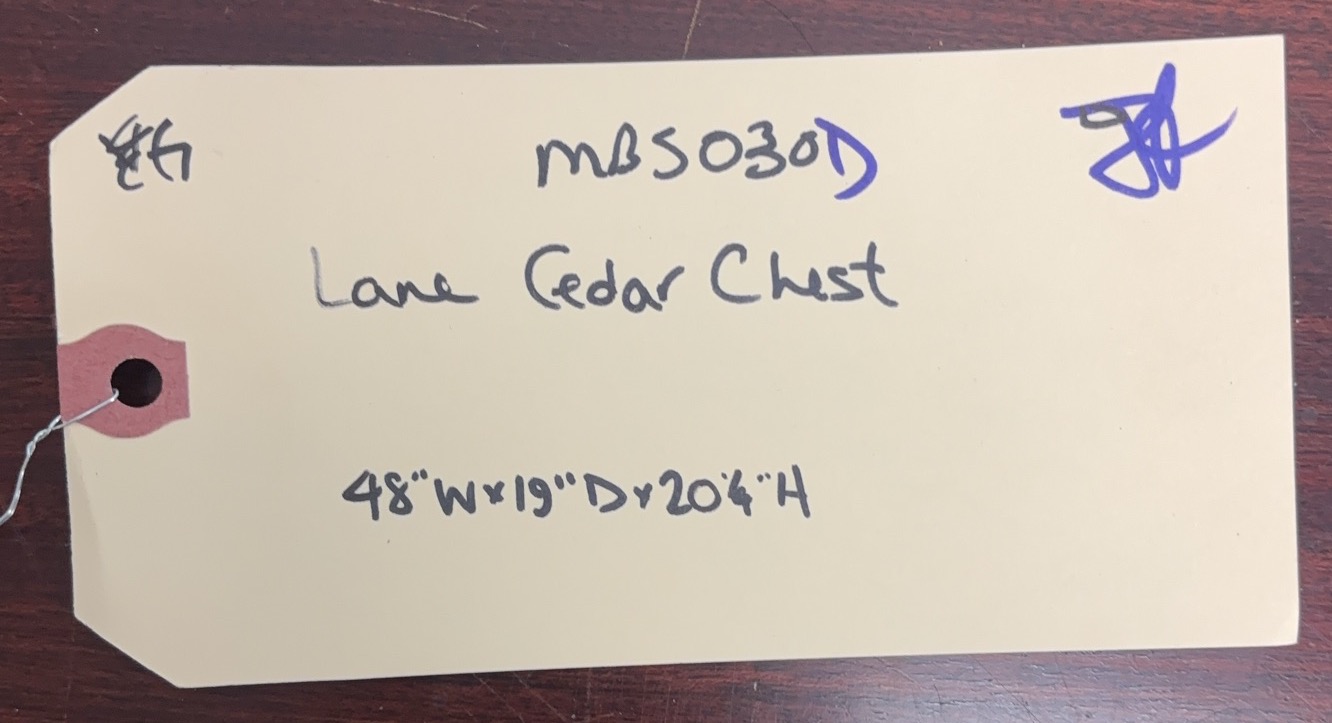 MBS030D
Lane Cedar Chest
48"W x 19"D x 20¼"H